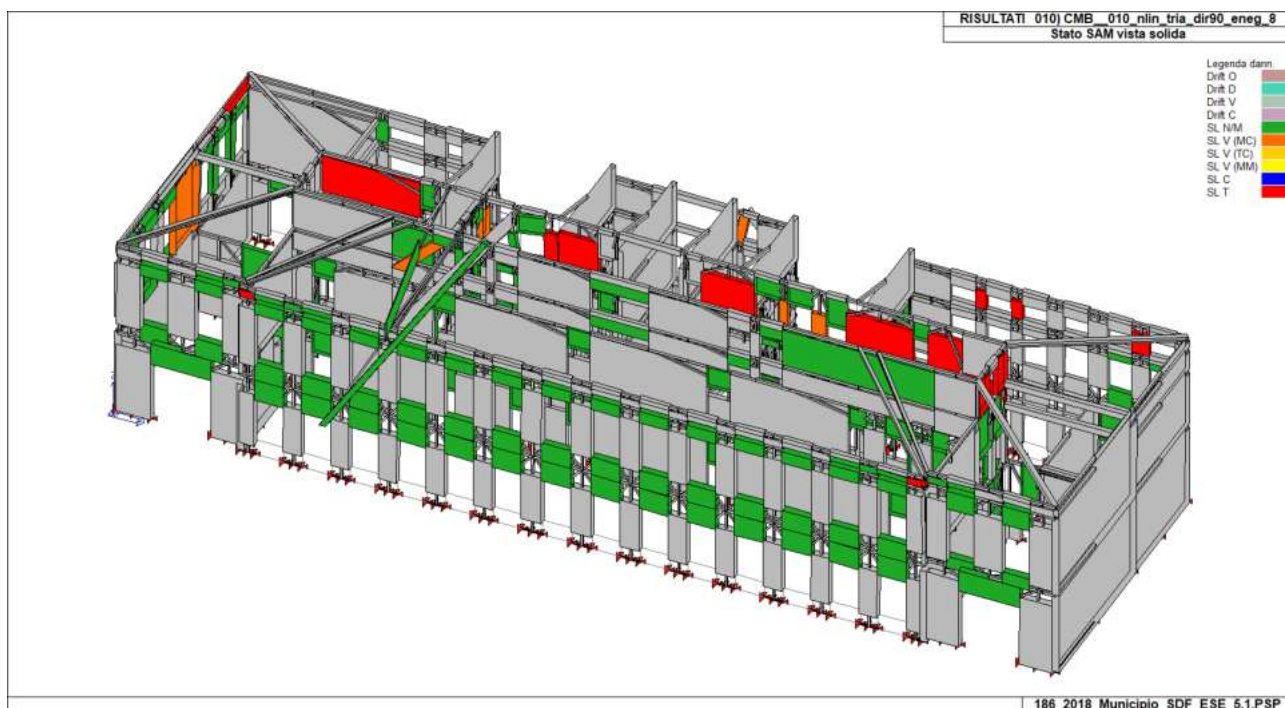 RISULTATI 010) CMB__010_nlin_tria_dir90_eneg_8
Stato SAM vista solida
Legenda dann
Drift O
Drift D
Drift V
Drift C
SL N/M
SL V (MC)
SL V (TC)
SL V (MM)
SL C
SL T
186_2018_Municipio_SDF_ESE_5.1.PSP